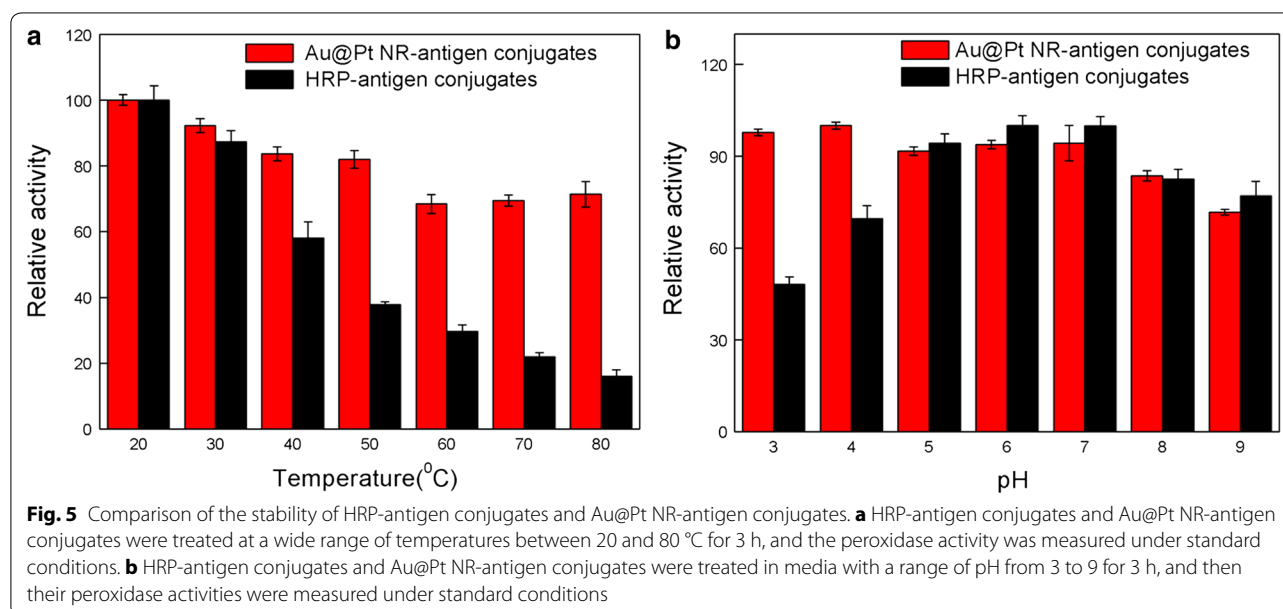 a
120
100
80
60
40
20
0
Relative activity
Au@Pt NR-antigen conjugates
HRP-antigen conjugates
20 30 40 50 60 70 80
Temperature(⁰C)
b
120
90
60
30
0
Relative activity
Au@Pt NR-antigen conjugates
HRP-antigen conjugates
3 4 5 6 7 8 9
pH
Fig. 5 Comparison of the stability of HRP-antigen conjugates and Au@Pt NR-antigen conjugates. a HRP-antigen conjugates and Au@Pt NR-antigen
conjugates were treated at a wide range of temperatures between 20 and 80 °C for 3 h, and the peroxidase activity was measured under standard
conditions. b HRP-antigen conjugates and Au@Pt NR-antigen conjugates were treated in media with a range of pH from 3 to 9 for 3 h, and then
their peroxidase activities were measured under standard conditions